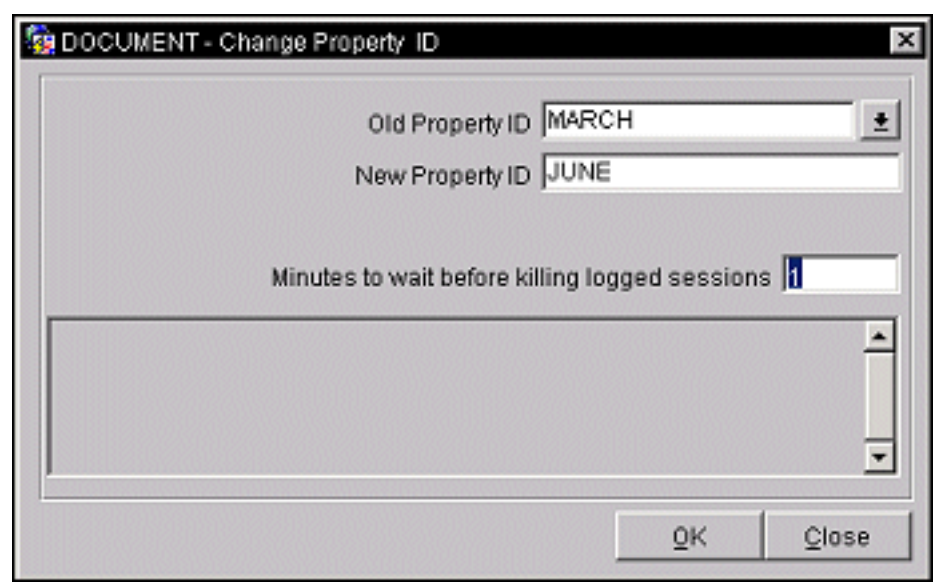 DOCUMENT - Change Property ID
Old Property ID MARCH
New Property ID JUNE
Minutes to wait before killing logged sessions 1
OK Close